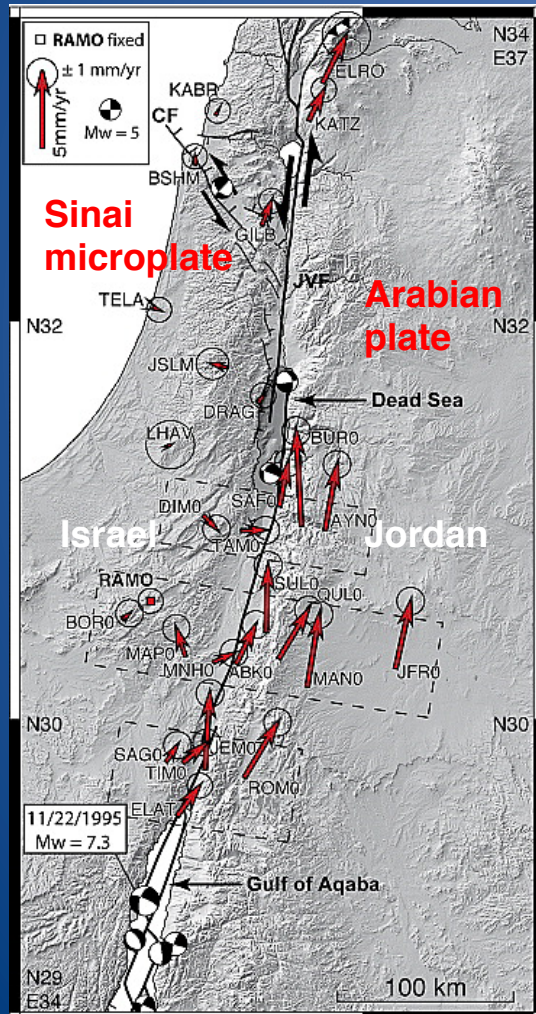 RAMO fixed
± 1 mm/yr
5mm/yr
Mw = 5
N34
E37
ELRO
KABR
KATZ
CF
BSHM
Sinai
microplate
GILB
JVF
TELA
Arabian
plate
N32
N32
JSLM
DRAG
Dead Sea
LHAV
BUR0
SAF0
DIM0
AYN0
Israel
TAM0
Jordan
SUL0
QUL0
RAMO
BOR0
MAP0
MNH0
ABK0
MAN0
JFR0
N30
N30
SAG0
JEM0
TIM0
ROM0
ELAT
11/22/1995
Mw = 7.3
Gulf of Aqaba
N29
E34
100 km